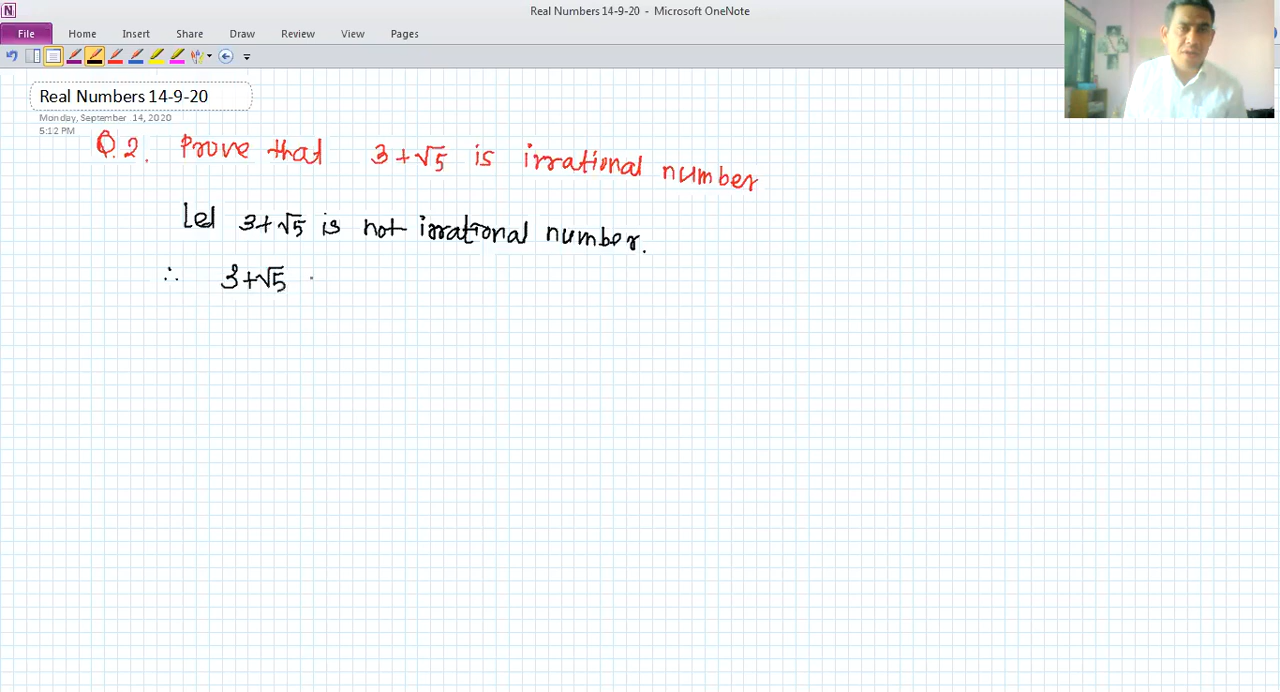 Real Numbers 14-9-20 - Microsoft OneNote
File Home Insert Share Draw Review View Pages
Real Numbers 14-9-20
Monday, September 14, 2020
5:12 PM
Q.2. Prove that 3+√5 is irrational number
Let 3+√5 is not irrational number.
∴ 3+√5